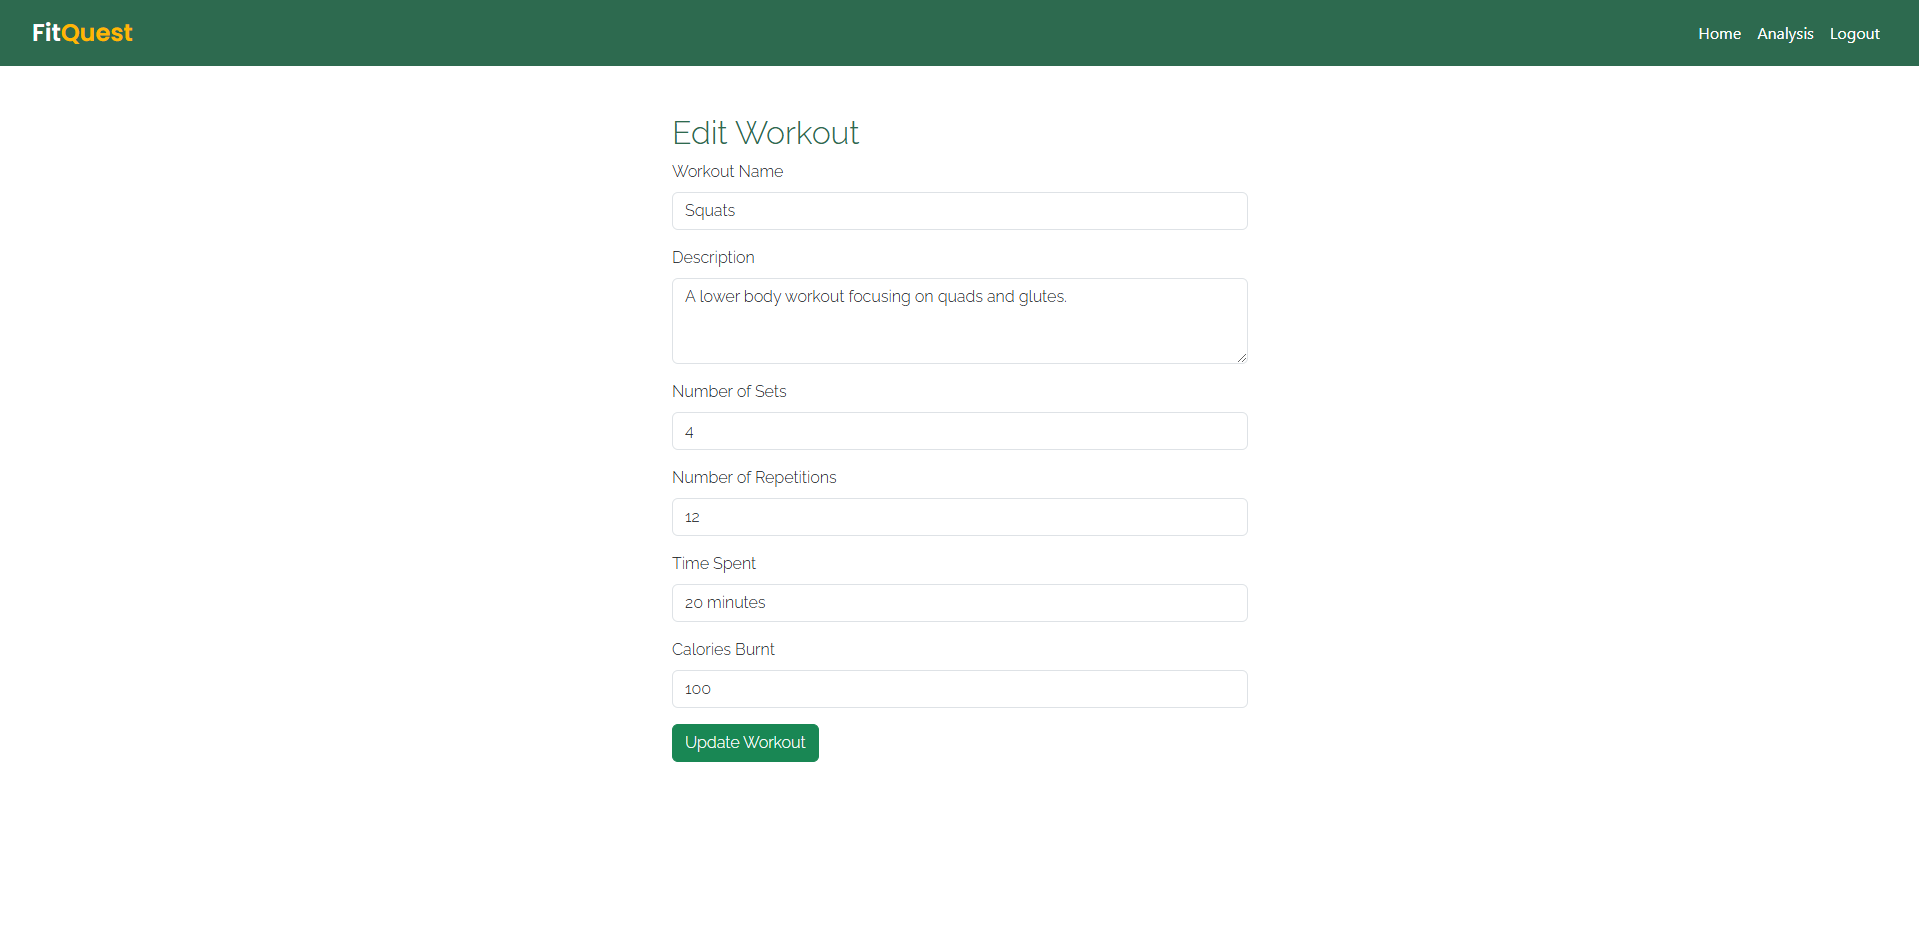 FitQuest
Home Analysis Logout
Edit Workout
Workout Name
Squats
Description
A lower body workout focusing on quads and glutes.
Number of Sets
4
Number of Repetitions
12
Time Spent
20 minutes
Calories Burnt
100
Update Workout